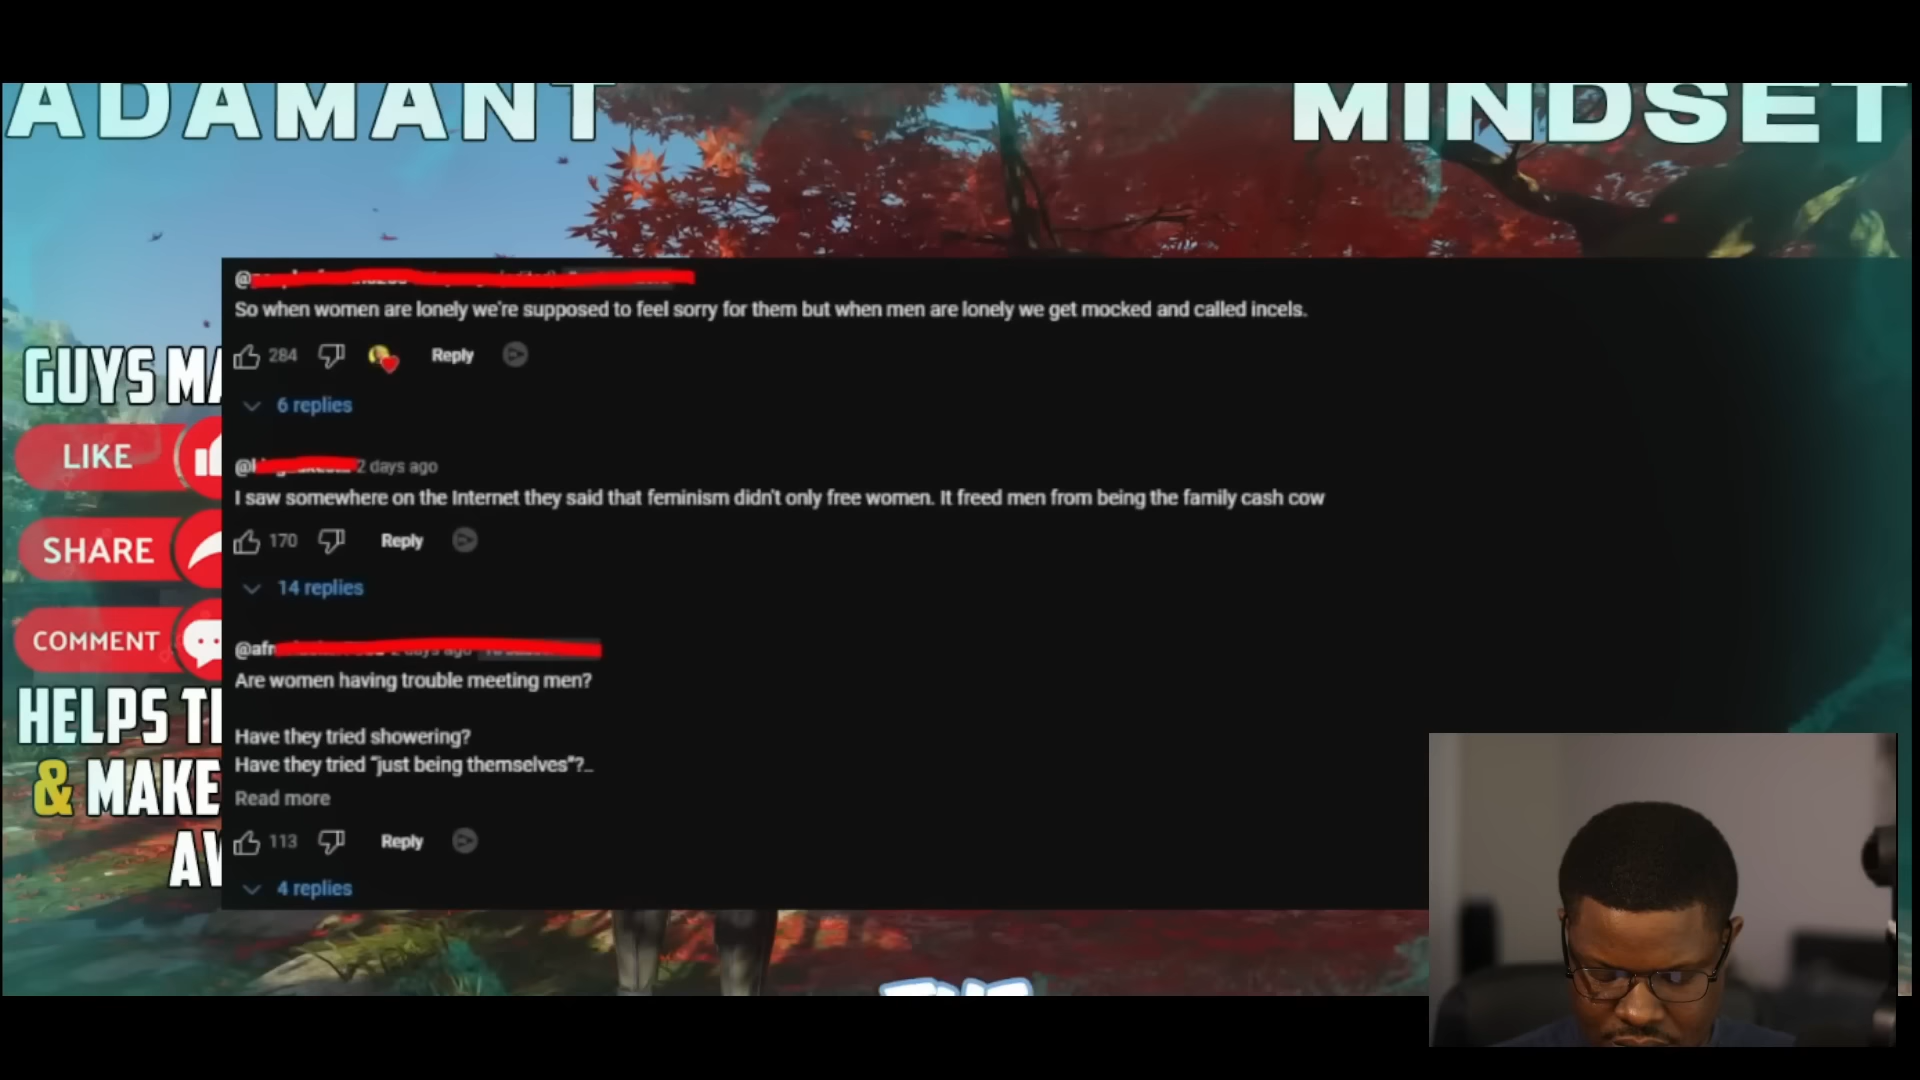 ADAMANT
MINDSET
So when women are lonely we're supposed to feel sorry for them but when men are lonely we get mocked and called incels.
284
Reply
6 replies
2 days ago
I saw somewhere on the Internet they said that feminism didn't only free women. It freed men from being the family cash cow
170
Reply
14 replies
@afr
Are women having trouble meeting men?
Have they tried showering?
Have they tried “just being themselves”?..
Read more
113
Reply
4 replies
GUYS
LIKE
SHARE
COMMENT
HELPS
& MAKE